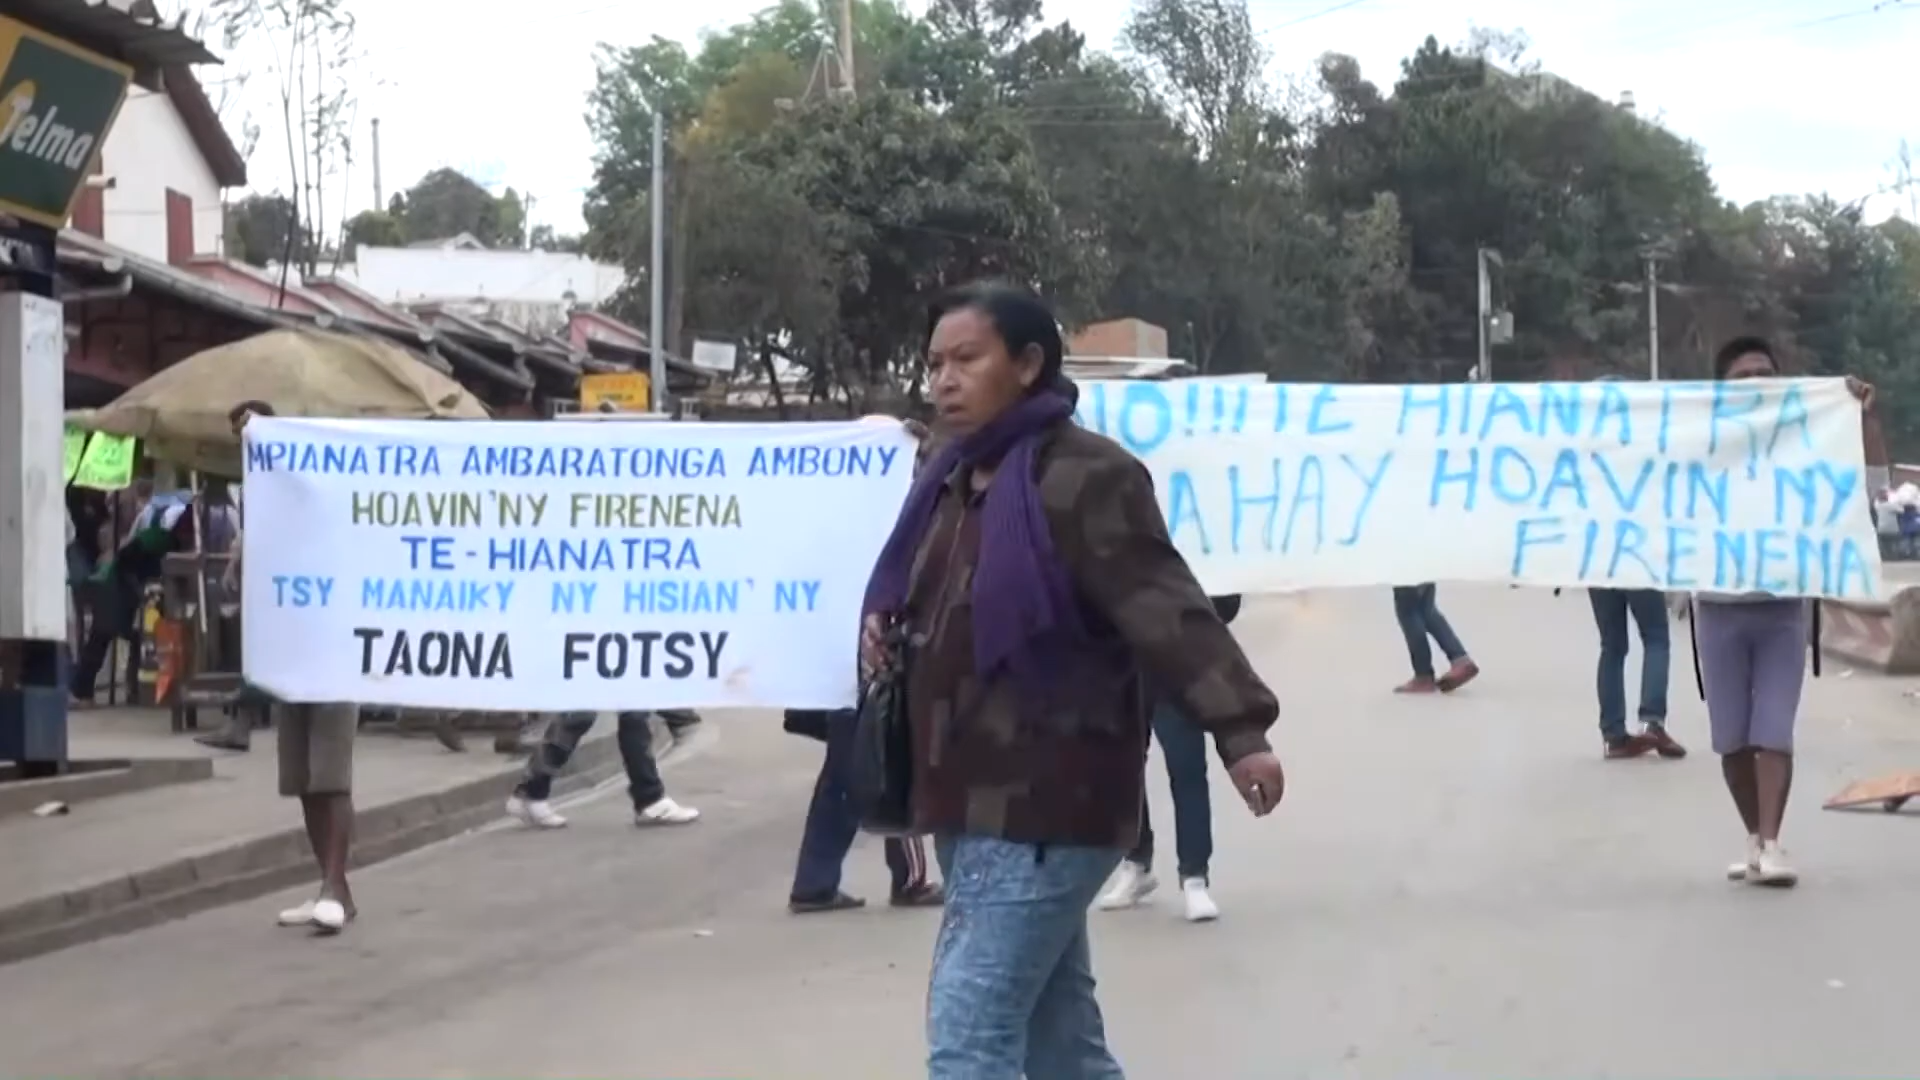 Telma
MPIANATRA AMBARATONGA AMBONY
HOAVIN'NY FIRENENA
TE-HIANATRA
TSY MANAIKY NY HISIAN' NY
TAONA FOTSY
IO!!! TE HIANATRA
AHAY HOAVIN'NY
FIRENENA